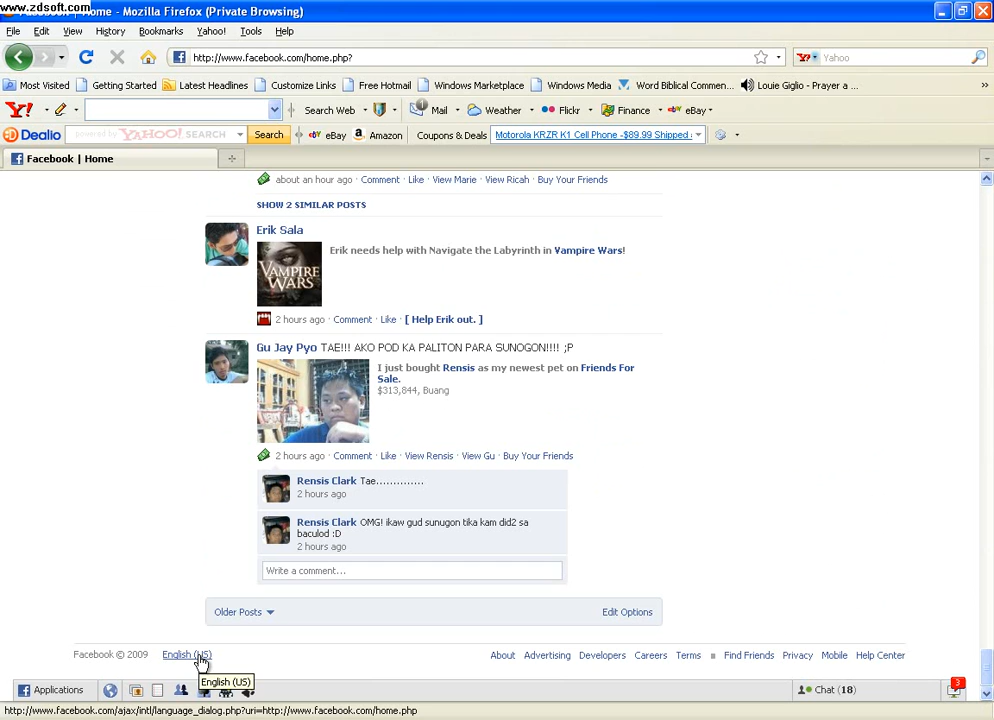 www.zdsoft.com
Home - Mozilla Firefox (Private Browsing)
File Edit View History Bookmarks Yahoo! Tools Help
http://www.facebook.com/home.php?
Yahoo
Most Visited Getting Started Latest Headlines Customize Links Free Hotmail Windows Marketplace Windows Media Word Biblical Commen... Louie Giglio - Prayer a ... »
Y! Search Web Mail Weather Flickr Finance eBay
Dealio powered by YAHOO! SEARCH Search eBay Amazon Coupons & Deals Motorola KRZR K1 Cell Phone -$89.99 Shipped
Facebook | Home
about an hour ago · Comment · Like · View Marie · View Ricah · Buy Your Friends
SHOW 2 SIMILAR POSTS
Erik Sala
Erik needs help with Navigate the Labyrinth in Vampire Wars!
VAMPIRE
WARS
2 hours ago · Comment · Like · [ Help Erik out. ]
Gu Jay Pyo TAE!!! AKO POD KA PALITON PARA SUNOGON!!!! ;P
I just bought Rensis as my newest pet on Friends For
Sale.
$313,844, Buang
2 hours ago · Comment · Like · View Rensis · View Gu · Buy Your Friends
Rensis Clark Tae.............
2 hours ago
Rensis Clark OMG! ikaw gud sunugon tika kam did2 sa
baculod :D
2 hours ago
Write a comment...
Older Posts Edit Options
Facebook © 2009 English (US) About Advertising Developers Careers Terms Find Friends Privacy Mobile Help Center
English (US)
Applications Chat (18) 3
http://www.facebook.com/ajax/intl/language_dialog.php?uri=http://www.facebook.com/home.php